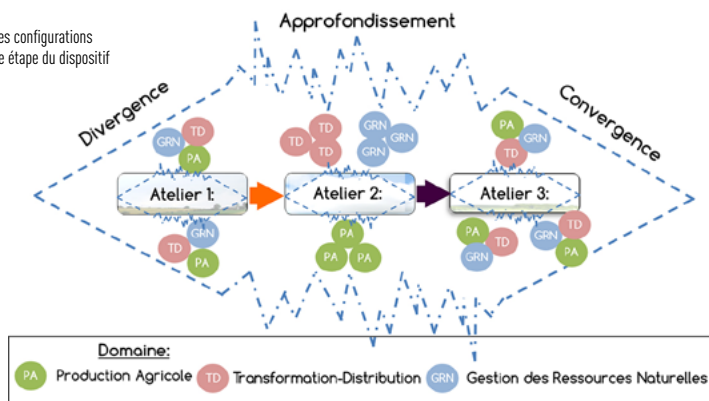 es configurations
e étape du dispositif
Approfondissement
Divergence
Convergence
GRN
TD
PA
TD
TD
TD
GRN
GRN
GRN
PA
GRN
TD
Atelier 1:
Atelier 2:
Atelier 3:
GRN
TD
PA
PA
PA
PA
PA
TD
GRN
TD
GRN
PA
Domaine:
PA Production Agricole TD Transformation-Distribution GRN Gestion des Ressources Naturelles